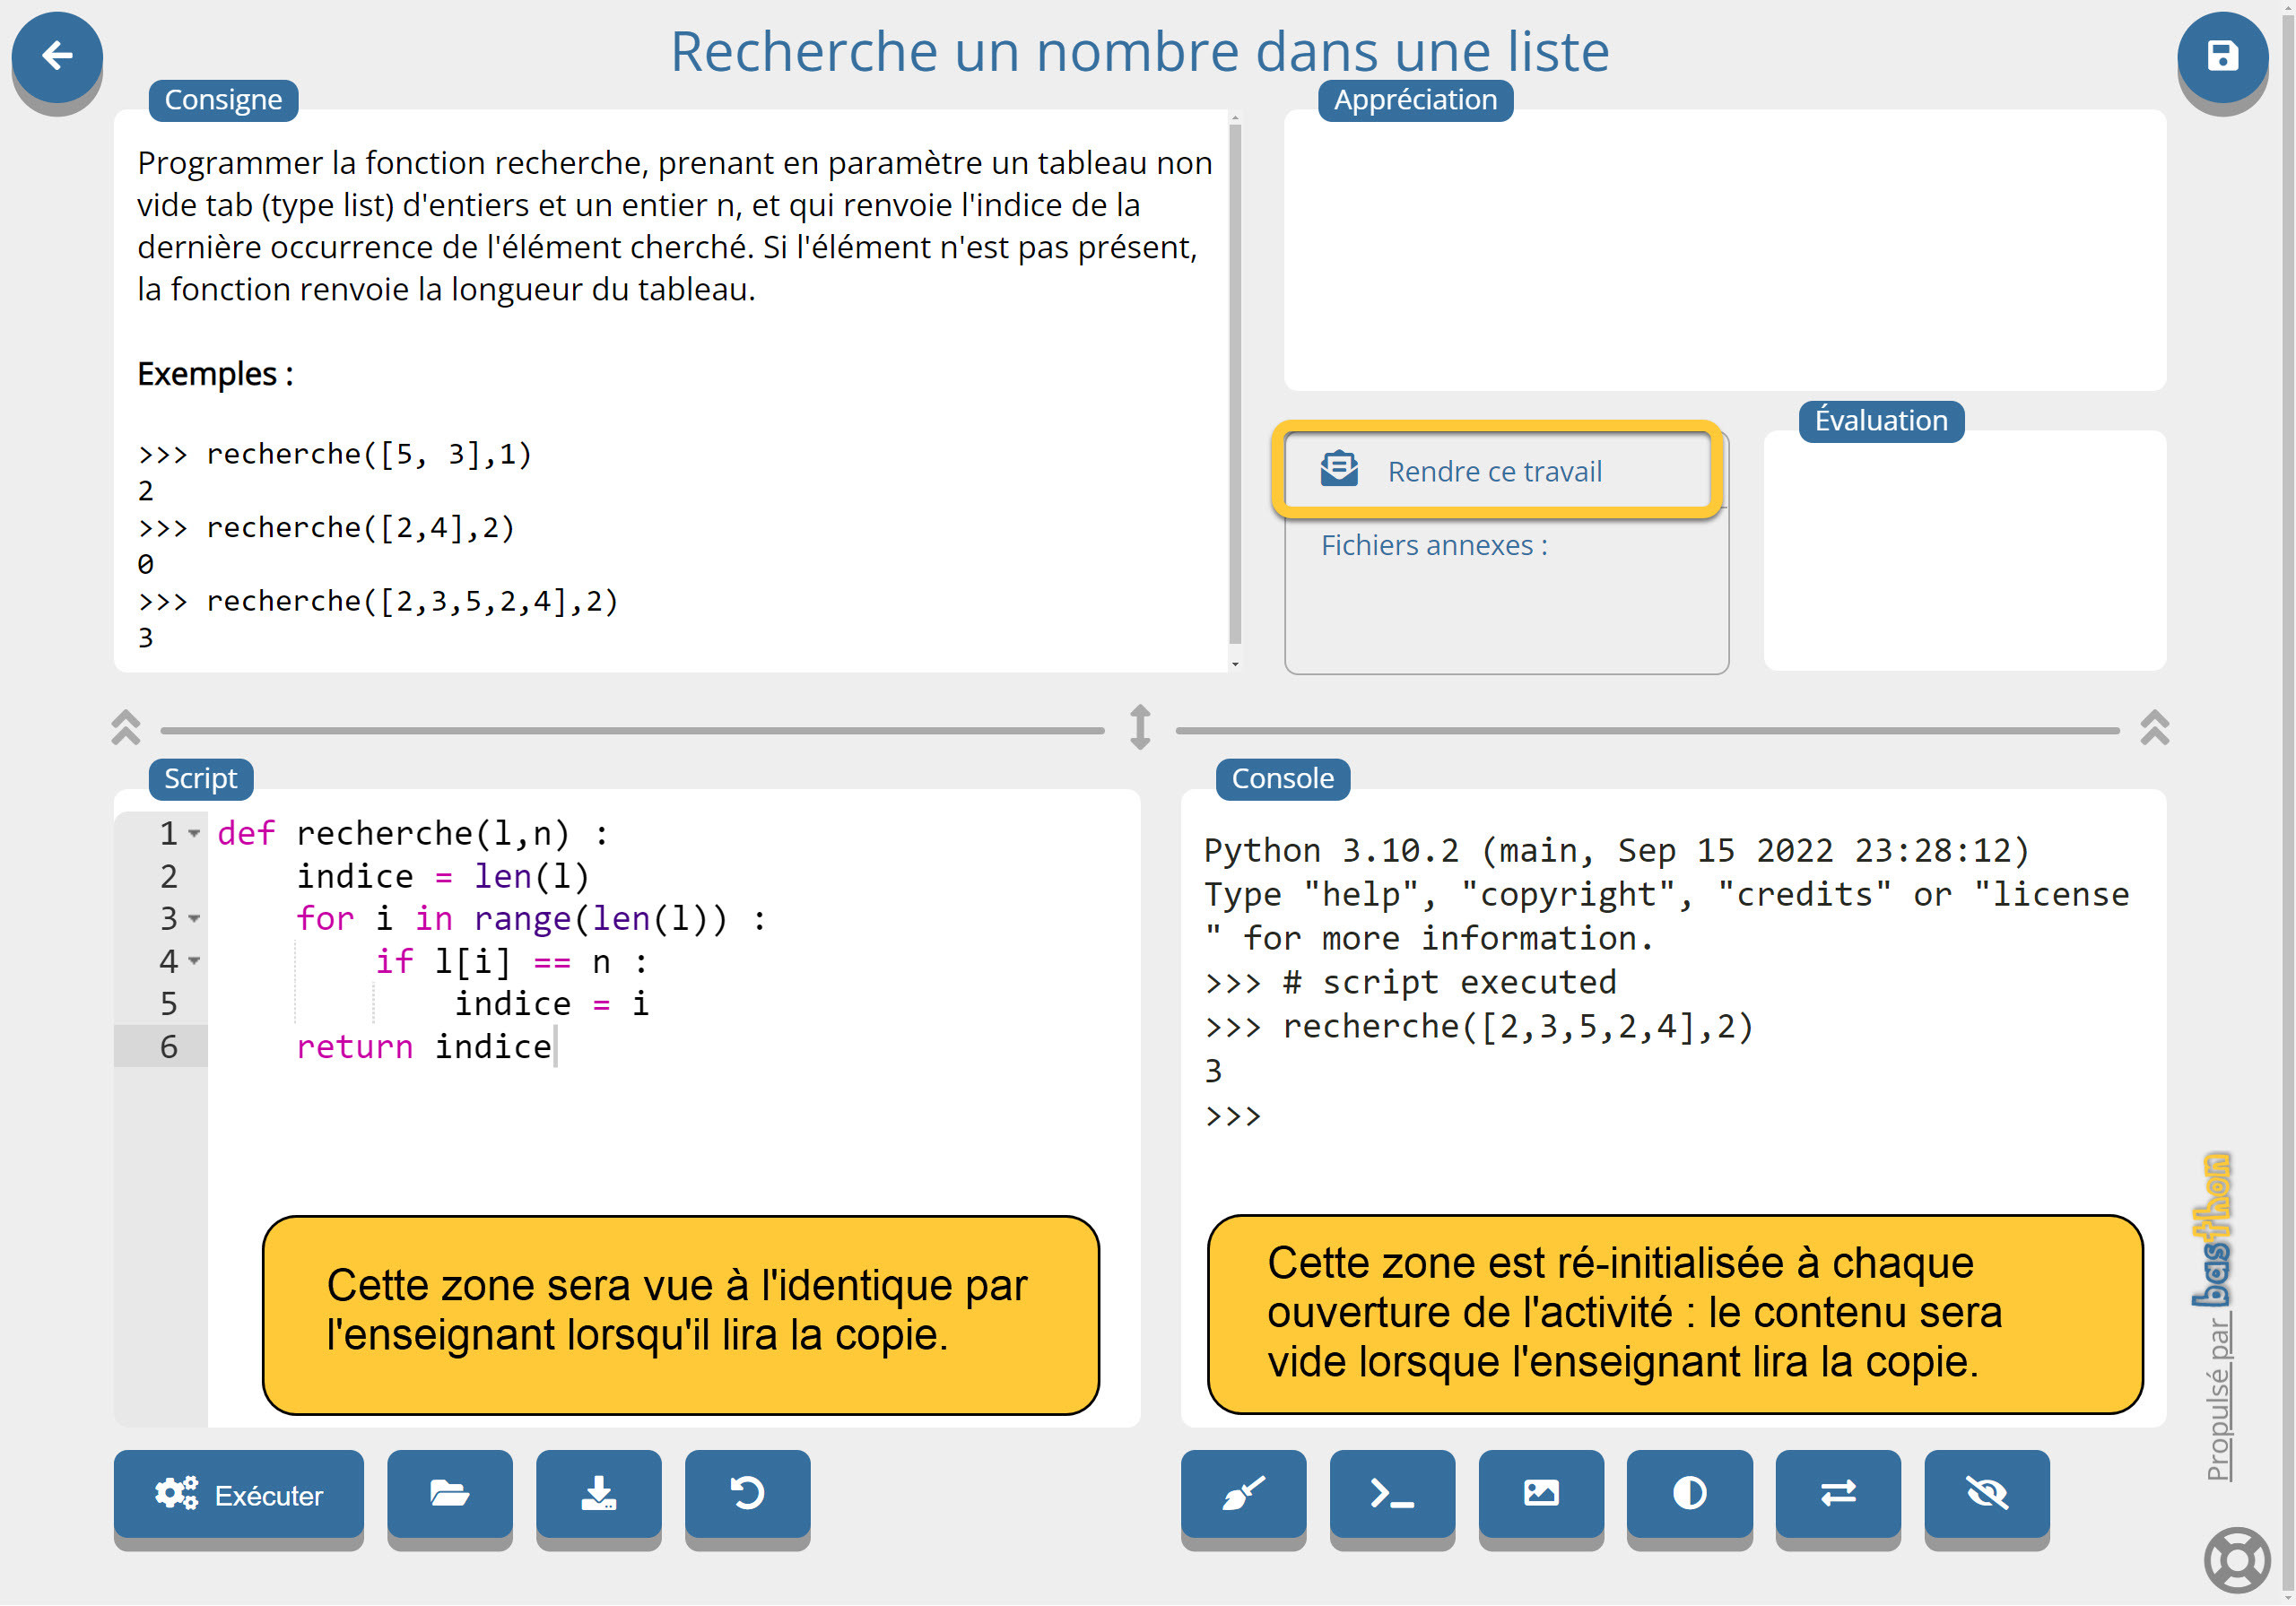 Recherche un nombre dans une liste
Consigne
Programmer la fonction recherche, prenant en paramètre un tableau non
vide tab (type list) d'entiers et un entier n, et qui renvoie l'indice de la
dernière occurrence de l'élément cherché. Si l'élément n'est pas présent,
la fonction renvoie la longueur du tableau.
Exemples :
>>> recherche([5, 3],1)
2
>>> recherche([2,4],2)
0
>>> recherche([2,3,5,2,4],2)
3
Appréciation
Rendre ce travail
Fichiers annexes :
Évaluation
Script
1 def recherche(l,n) :
2     indice = len(l)
3     for i in range(len(l)) :
4         if l[i] == n :
5             indice = i
6     return indice
Cette zone sera vue à l'identique par
l'enseignant lorsqu'il lira la copie.
Console
Python 3.10.2 (main, Sep 15 2022 23:28:12)
Type "help", "copyright", "credits" or "license
" for more information.
>>> # script executed
>>> recherche([2,3,5,2,4],2)
3
>>>
Cette zone est ré-initialisée à chaque
ouverture de l'activité : le contenu sera
vide lorsque l'enseignant lira la copie.
Propulsé par basthon
Exécuter